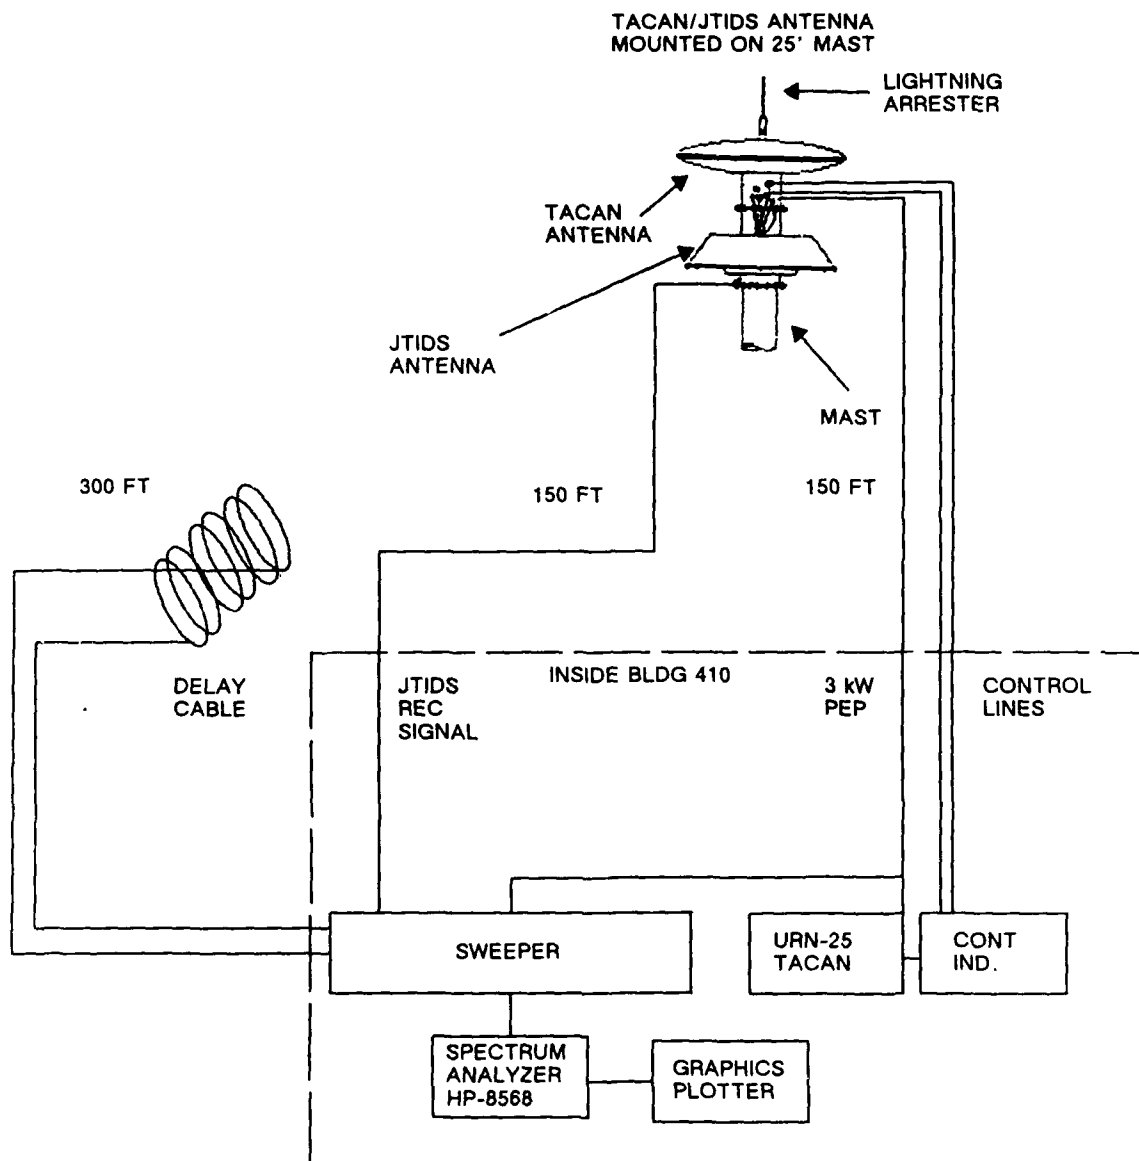 TACAN/JTIDS ANTENNA
MOUNTED ON 25' MAST
LIGHTNING
ARRESTER
TACAN
ANTENNA
JTIDS
ANTENNA
MAST
300 FT
150 FT
150 FT
INSIDE BLDG 410
DELAY
CABLE
JTIDS
REC
SIGNAL
3 kW
PEP
CONTROL
LINES
SWEEPER
URN-25
TACAN
CONT
IND.
SPECTRUM
ANALYZER
HP-8568
GRAPHICS
PLOTTER